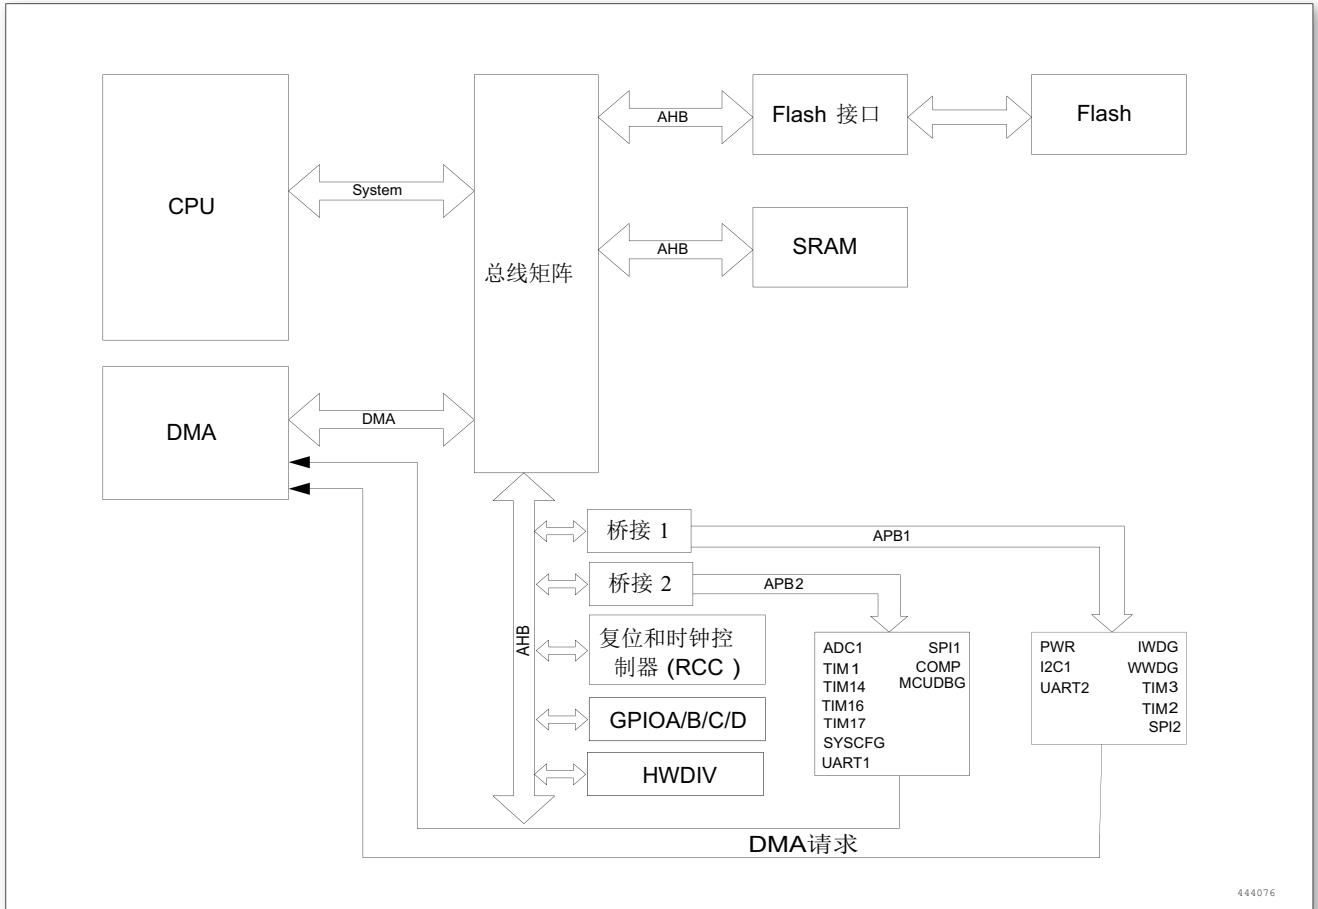 CPU
System
总线矩阵
AHB
Flash 接口
Flash
AHB
SRAM
DMA
DMA
AHB
桥接 1
APB1
桥接 2
APB2
复位和时钟控
制器 (RCC )
GPIOA/B/C/D
HWDIV
ADC1
TIM1
TIM14
TIM16
TIM17
SYSCFG
UART1
SPI1
COMP
MCUDBG
PWR
I2C1
UART2
IWDG
WWDG
TIM3
TIM2
SPI2
DMA请求
444076